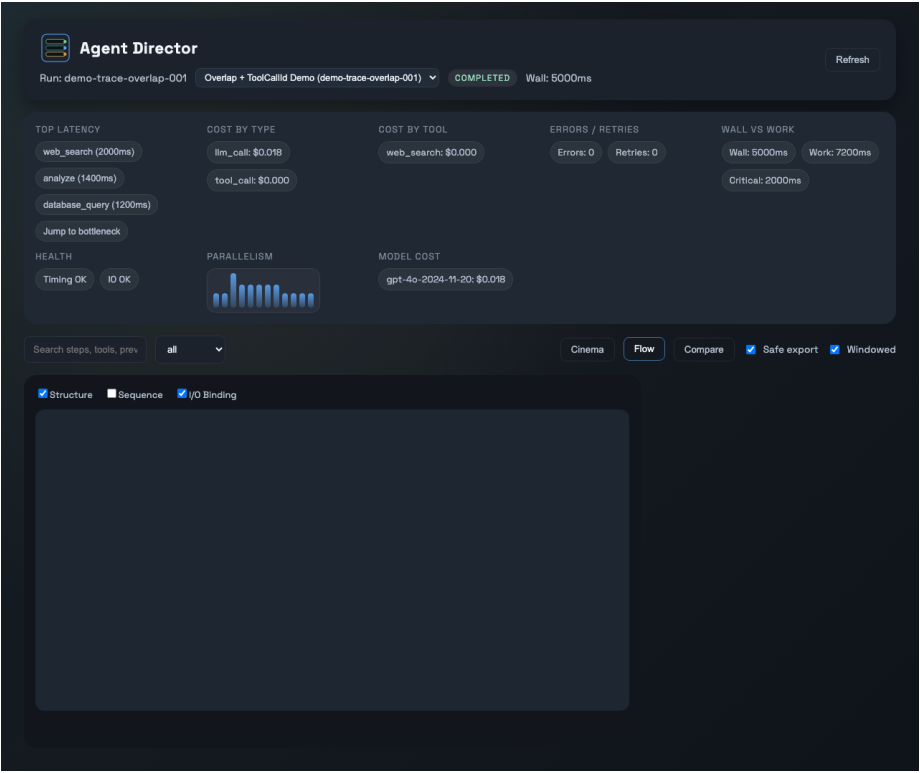 Agent Director
Refresh
Run: demo-trace-overlap-001 Overlap + ToolCallId Demo (demo-trace-overlap-001) COMPLETED Wall: 5000ms
TOP LATENCY
web_search (2000ms)
analyze (1400ms)
database_query (1200ms)
Jump to bottleneck
COST BY TYPE
llm_call: $0.018
tool_call: $0.000
COST BY TOOL
web_search: $0.000
ERRORS / RETRIES
Errors: 0 Retries: 0
WALL VS WORK
Wall: 5000ms Work: 7200ms
Critical: 2000ms
HEALTH
Timing OK IO OK
PARALLELISM
MODEL COST
gpt-4o-2024-11-20: $0.018
Search steps, tools, prev all Cinema Flow Compare Safe export Windowed
Structure Sequence I/O Binding